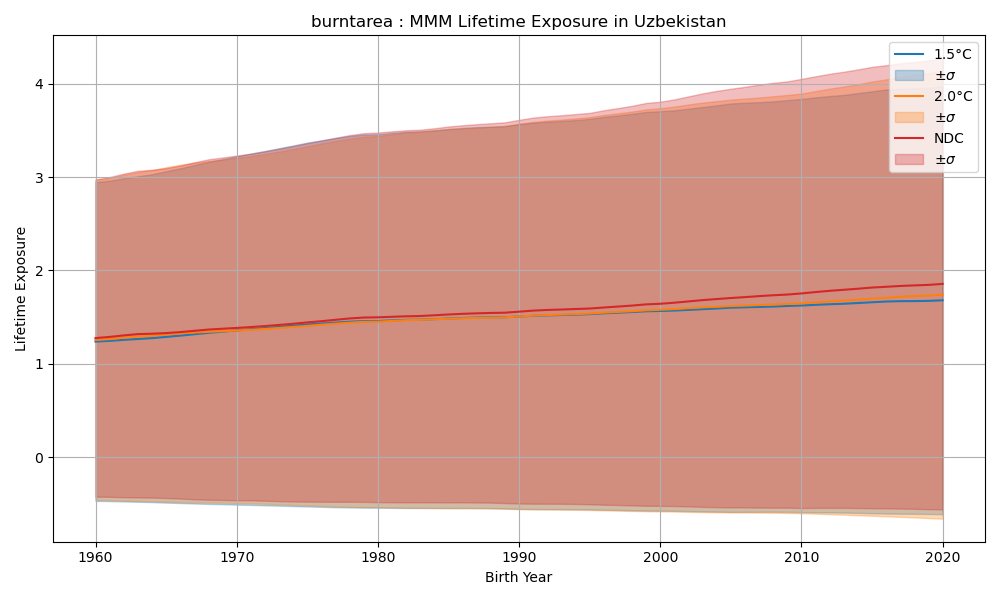 burntarea : MMM Lifetime Exposure in Uzbekistan
1.5°C
±σ
2.0°C
±σ
NDC
±σ
Lifetime Exposure
4
3
2
1
0
1960 1970 1980 1990 2000 2010 2020
Birth Year